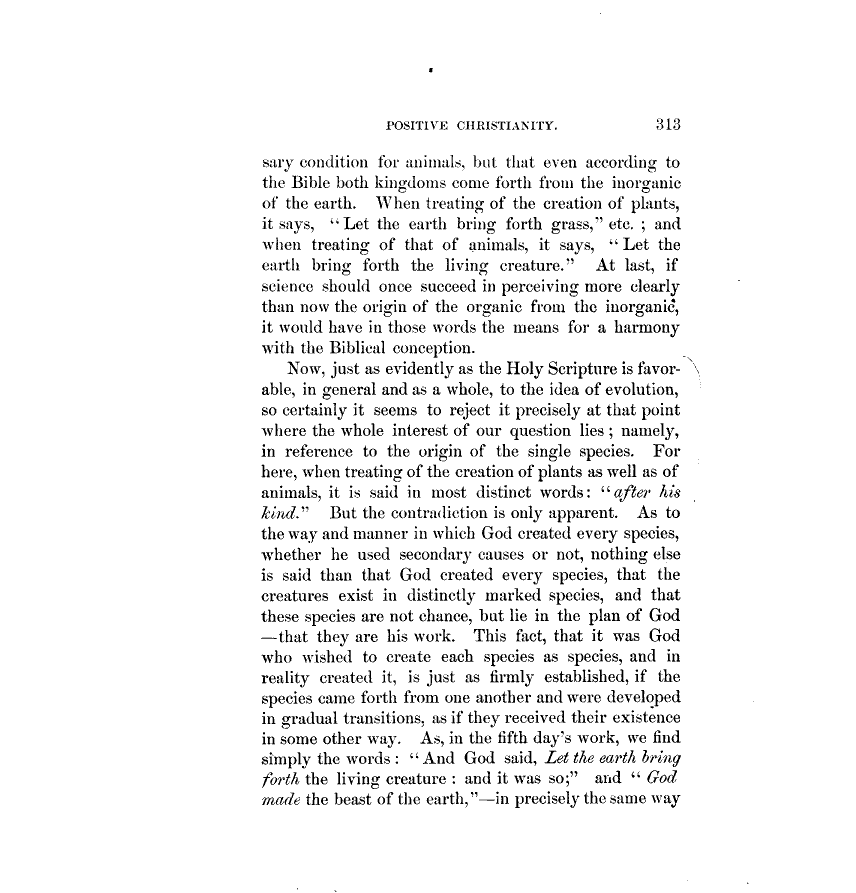 POSITIVE CHRISTIANITY. 313
sary condition for animals, but that even according to
the Bible both kingdoms come forth from the inorganic
of the earth. When treating of the creation of plants,
it says, “Let the earth bring forth grass,” etc. ; and
when treating of that of animals, it says, “Let the
earth bring forth the living creature.” At last, if
science should once succeed in perceiving more clearly
than now the origin of the organic from the inorganic,
it would have in those words the means for a harmony
with the Biblical conception.
Now, just as evidently as the Holy Scripture is favor-
able, in general and as a whole, to the idea of evolution,
so certainly it seems to reject it precisely at that point
where the whole interest of our question lies ; namely,
in reference to the origin of the single species. For
here, when treating of the creation of plants as well as of
animals, it is said in most distinct words: “after his
kind.” But the contradiction is only apparent. As to
the way and manner in which God created every species,
whether he used secondary causes or not, nothing else
is said than that God created every species, that the
creatures exist in distinctly marked species, and that
these species are not chance, but lie in the plan of God
—that they are his work. This fact, that it was God
who wished to create each species as species, and in
reality created it, is just as firmly established, if the
species came forth from one another and were developed
in gradual transitions, as if they received their existence
in some other way. As, in the fifth day's work, we find
simply the words : “And God said, Let the earth bring
forth the living creature : and it was so;” and “ God
made the beast of the earth,”—in precisely the same way